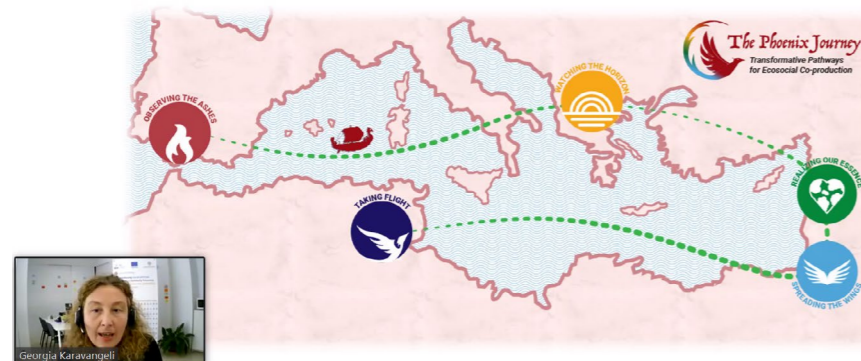 The Phoenix Journey
Transformative Pathways
for Ecosocial Co-production
OBSERVING THE ASHES
WATCHING THE HORIZON
REALIZING OUR ESSENCE
TAKING FLIGHT
SPREADING THE WINGS
Georgia Karavangeli